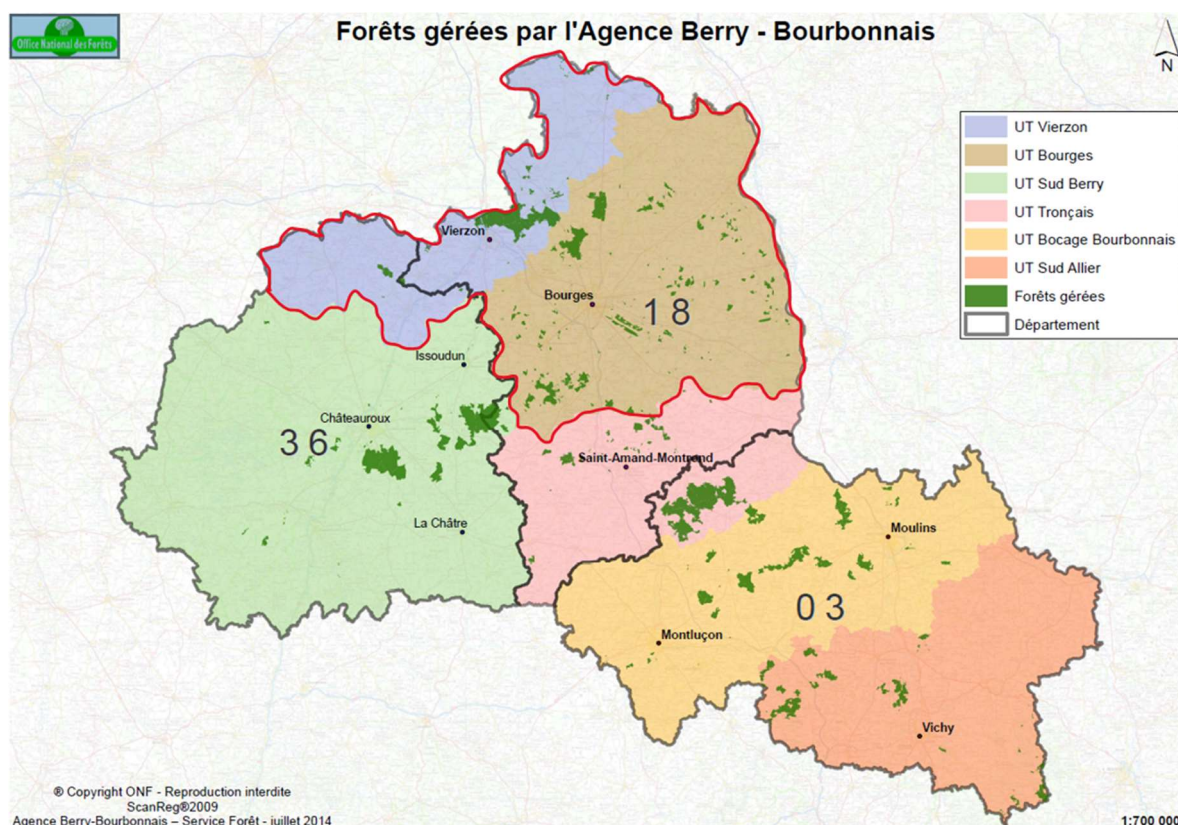 Office National des Forêts
Forêts gérées par l'Agence Berry - Bourbonnais
N
UT Vierzon
UT Bourges
UT Sud Berry
UT Tronçais
UT Bocage Bourbonnais
UT Sud Allier
Forêts gérées
Département
Vierzon
Bourges
18
Issoudun
Châteauroux
36
Saint-Amand-Montrond
La Châtre
Moulins
03
Montluçon
Vichy
® Copyright ONF - Reproduction interdite
ScanReg®2009
Agence Berry-Bourbonnais – Service Forêt - juillet 2014
1:700 000